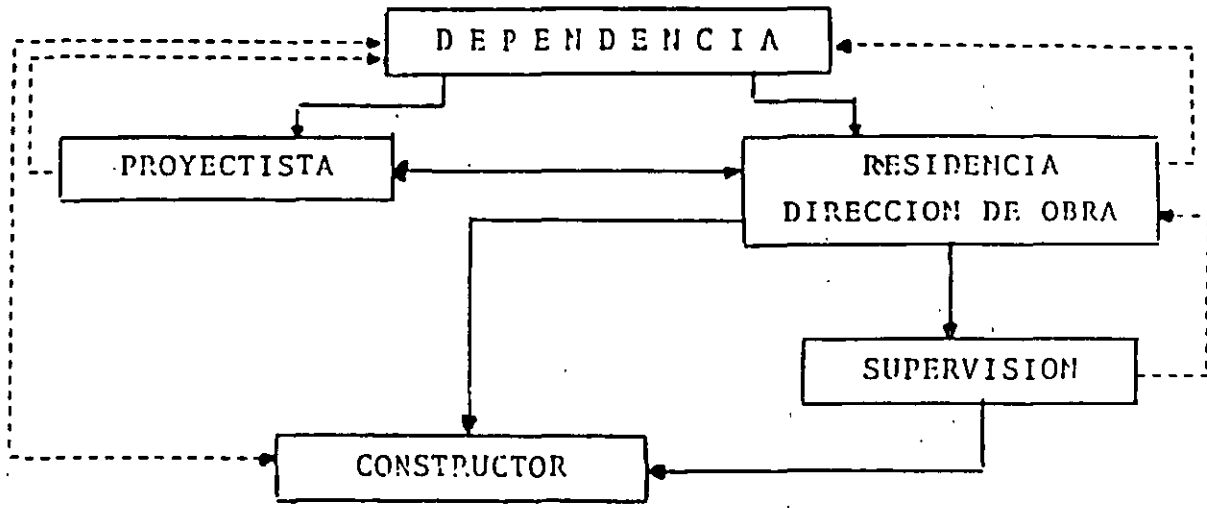 DEPENDENCIA
PROYECTISTA
RESIDENCIA
DIRECCION DE OBRA
SUPERVISION
CONSTRUCTOR